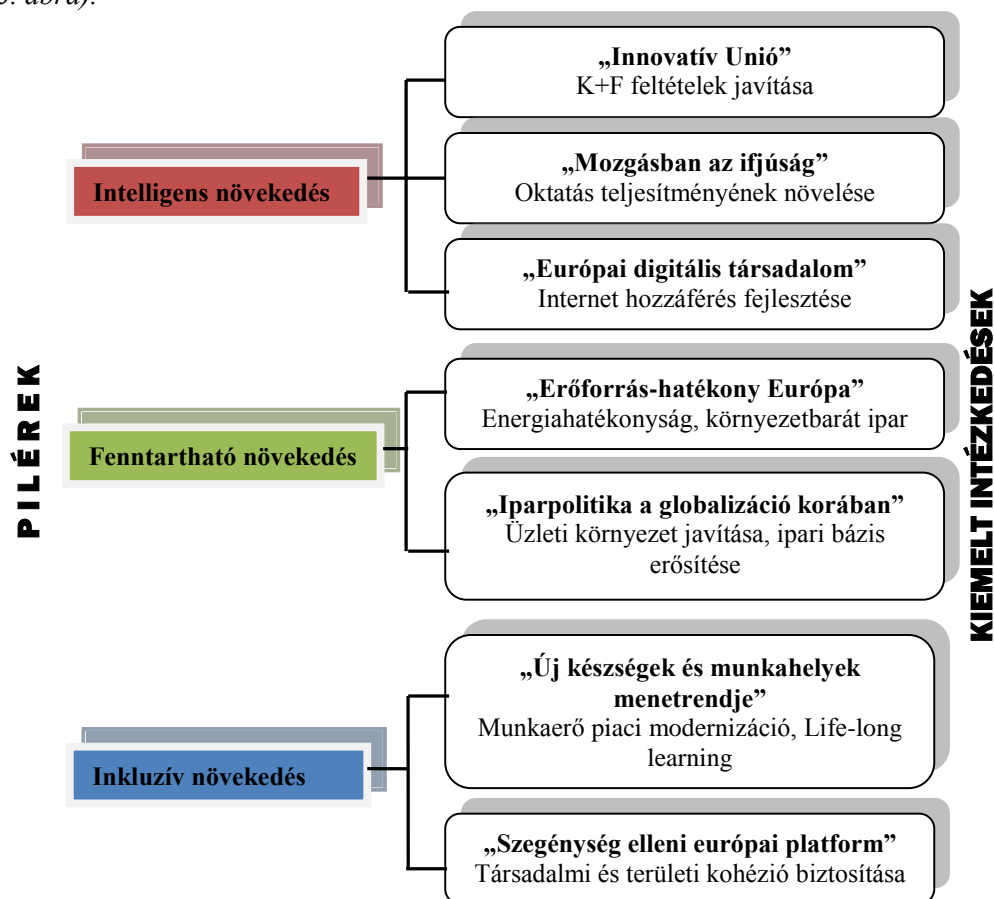 ábra).
„Innovatív Unió”
K+F feltételek javítása
„Mozgásban az ifjúság”
Oktatás teljesítményének növelése
Intelligens növekedés
„Európai digitális társadalom”
Internet hozzáférés fejlesztése
PILÉREK
KIEMELT INTÉZKEDÉSEK
„Erőforrás-hatékony Európa”
Energiahatékonyság, környezetbarát ipar
Fenntartható növekedés
„Iparpolitika a globalizáció korában”
Üzleti környezet javítása, ipari bázis
erősítése
„Új készségek és munkahelyek
menetrendje”
Munkaerő piaci modernizáció, Life-long
learning
Inkluzív növekedés
„Szegénység elleni európai platform”
Társadalmi és területi kohézió biztosítása